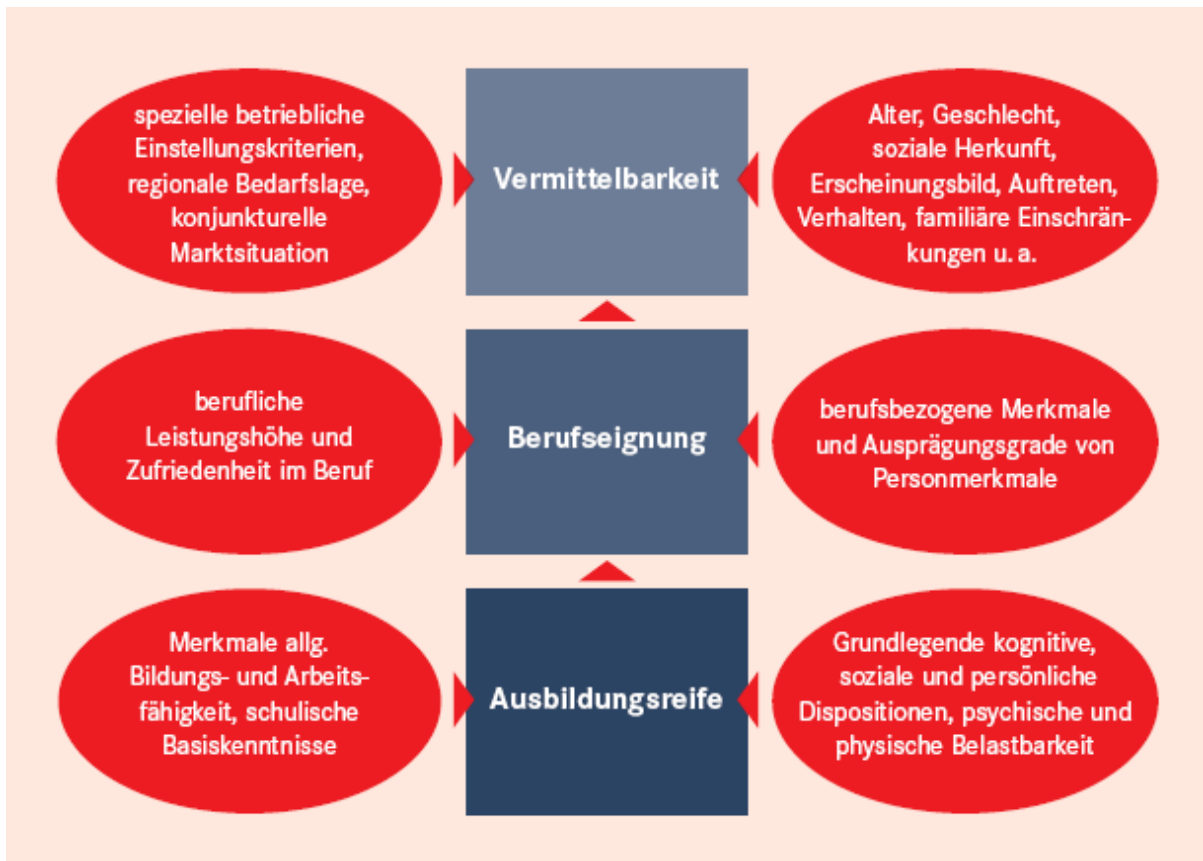 spezielle betriebliche
Einstellungskriterien,
regionale Bedarfslage,
konjunkturelle
Marktsituation
Vermittelbarkeit
Alter, Geschlecht,
soziale Herkunft,
Erscheinungsbild, Auftreten,
Verhalten, familiäre Einschrän-
kungen u. a.
berufliche
Leistungshöhe und
Zufriedenheit im Beruf
Berufseignung
berufsbezogene Merkmale
und Ausprägungsgrade von
Personmerkmale
Merkmale allg.
Bildungs- und Arbeits-
fähigkeit, schulische
Basiskenntnisse
Ausbildungsreife
Grundlegende kognitive,
soziale und persönliche
Dispositionen, psychische und
physische Belastbarkeit